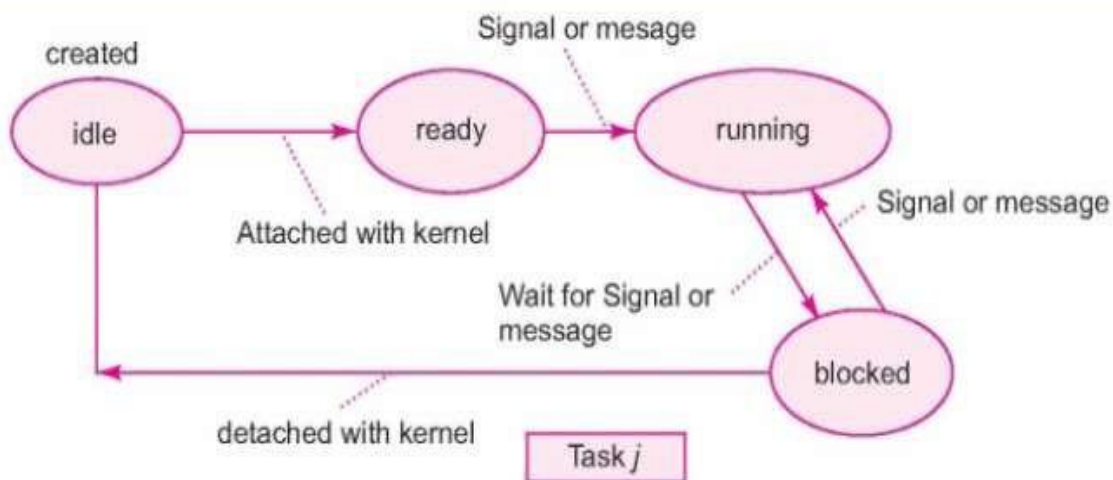 Signal or mesage
created
idle
ready
running
Signal or message
Attached with kernel
Wait for Signal or
message
blocked
detached with kernel
Task j